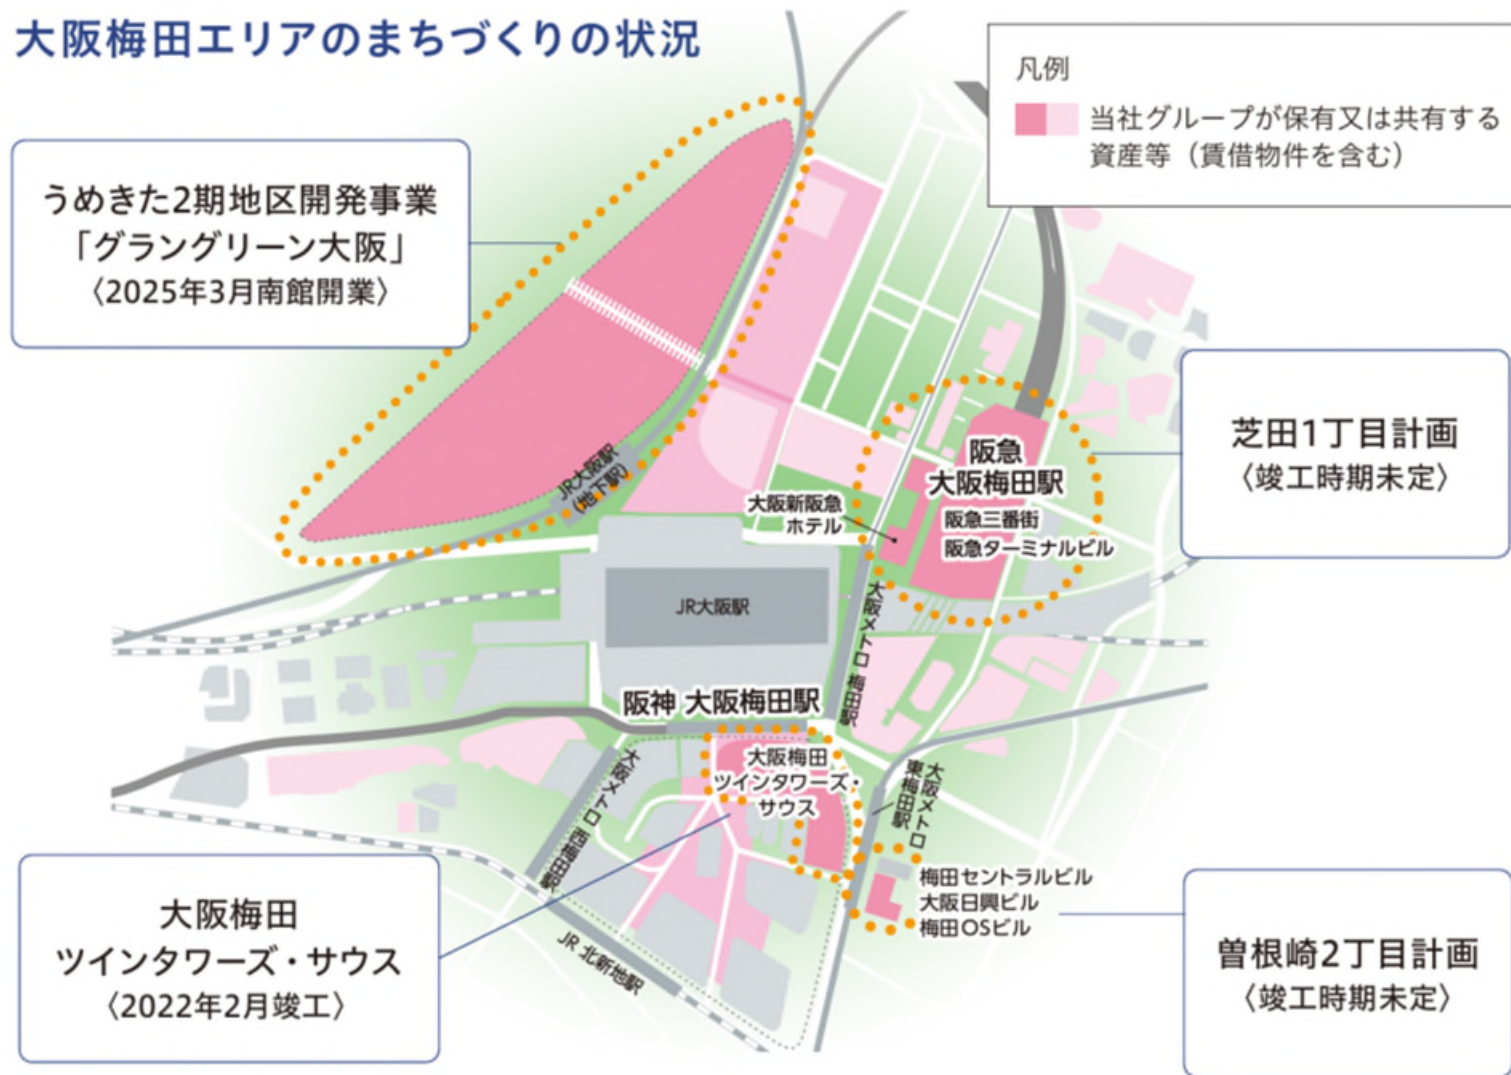 大阪梅田エリアのまちづくりの状況
凡例
当社グループが保有又は共有する
資産等（賃借物件を含む）
うめきた2期地区開発事業
「グラングリーン大阪」
〈2025年3月南館開業〉
芝田1丁目計画
〈竣工時期未定〉
阪急
大阪梅田駅
阪急三番街
阪急ターミナルビル
大阪新阪急
ホテル
JR大阪駅
(地下駅)
JR大阪駅
大阪メトロ 梅田駅
阪神 大阪梅田駅
大阪梅田
ツインタワーズ・
サウス
大阪メトロ 西梅田駅
大阪メトロ
東梅田駅
梅田セントラルビル
大阪日興ビル
梅田OSビル
JR 北新地駅
大阪梅田
ツインタワーズ・サウス
〈2022年2月竣工〉
曽根崎2丁目計画
〈竣工時期未定〉